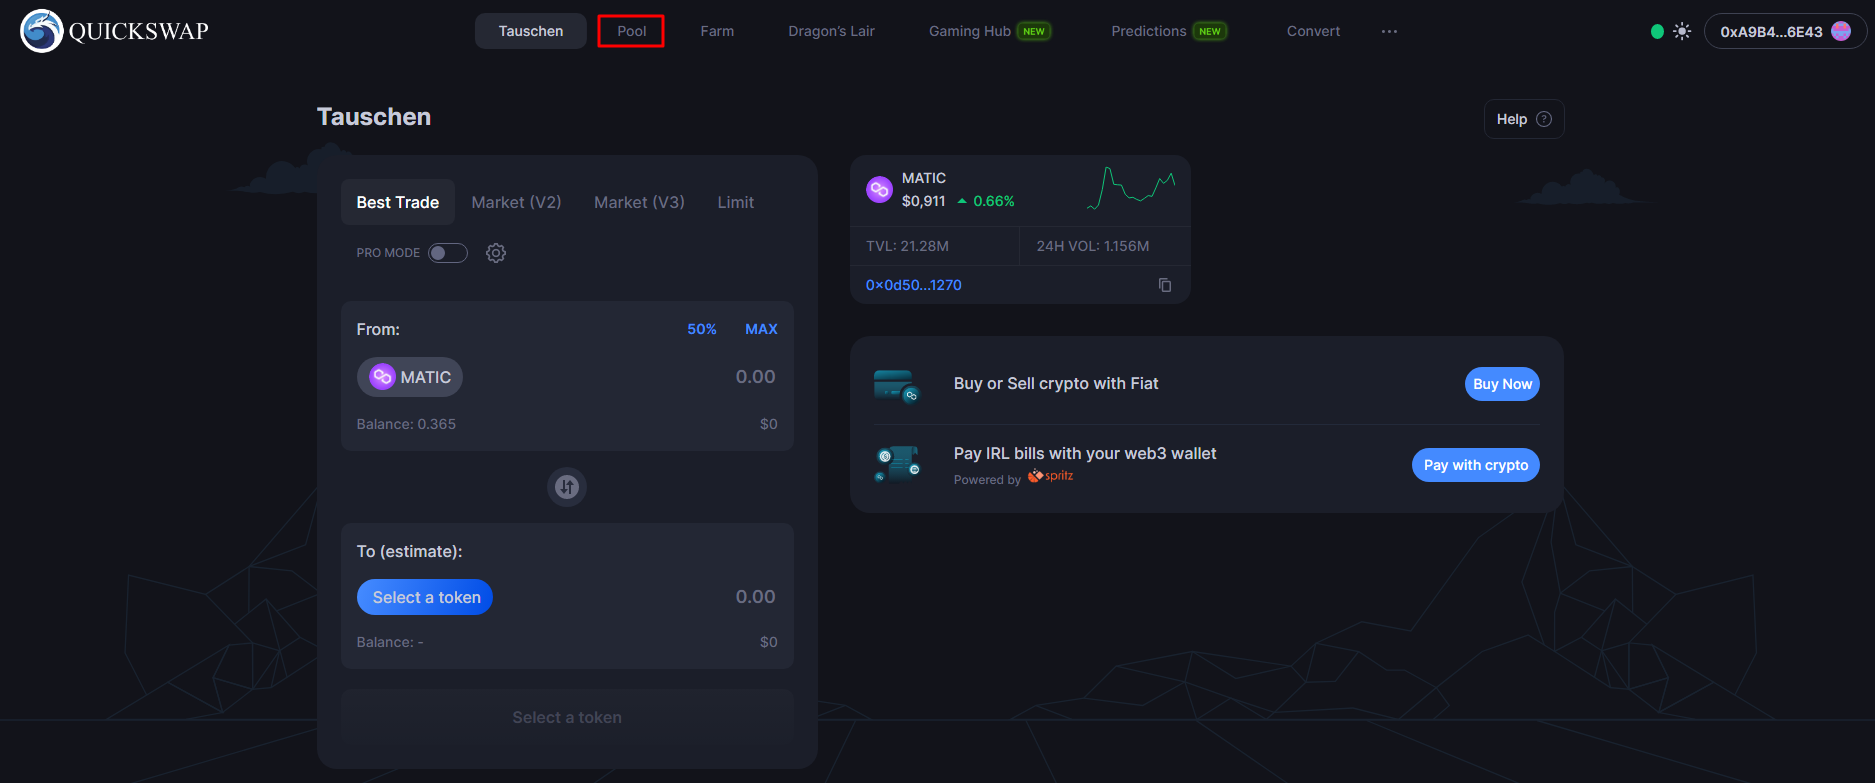 QUICKSWAP
Tauschen
Pool
Farm
Dragon's Lair
Gaming Hub NEW
Predictions NEW
Convert
0xA9B4...6E43
Tauschen
Help ?
Best Trade
Market (V2)
Market (V3)
Limit
PRO MODE
From:
50%
MAX
MATIC
0.00
Balance: 0.365
$0
To (estimate):
Select a token
0.00
Balance: -
$0
Select a token
MATIC
$0,911
0.66%
TVL: 21.28M
24H VOL: 1.156M
0x0d50...1270
Buy or Sell crypto with Fiat
Buy Now
Pay IRL bills with your web3 wallet
Powered by spritz
Pay with crypto